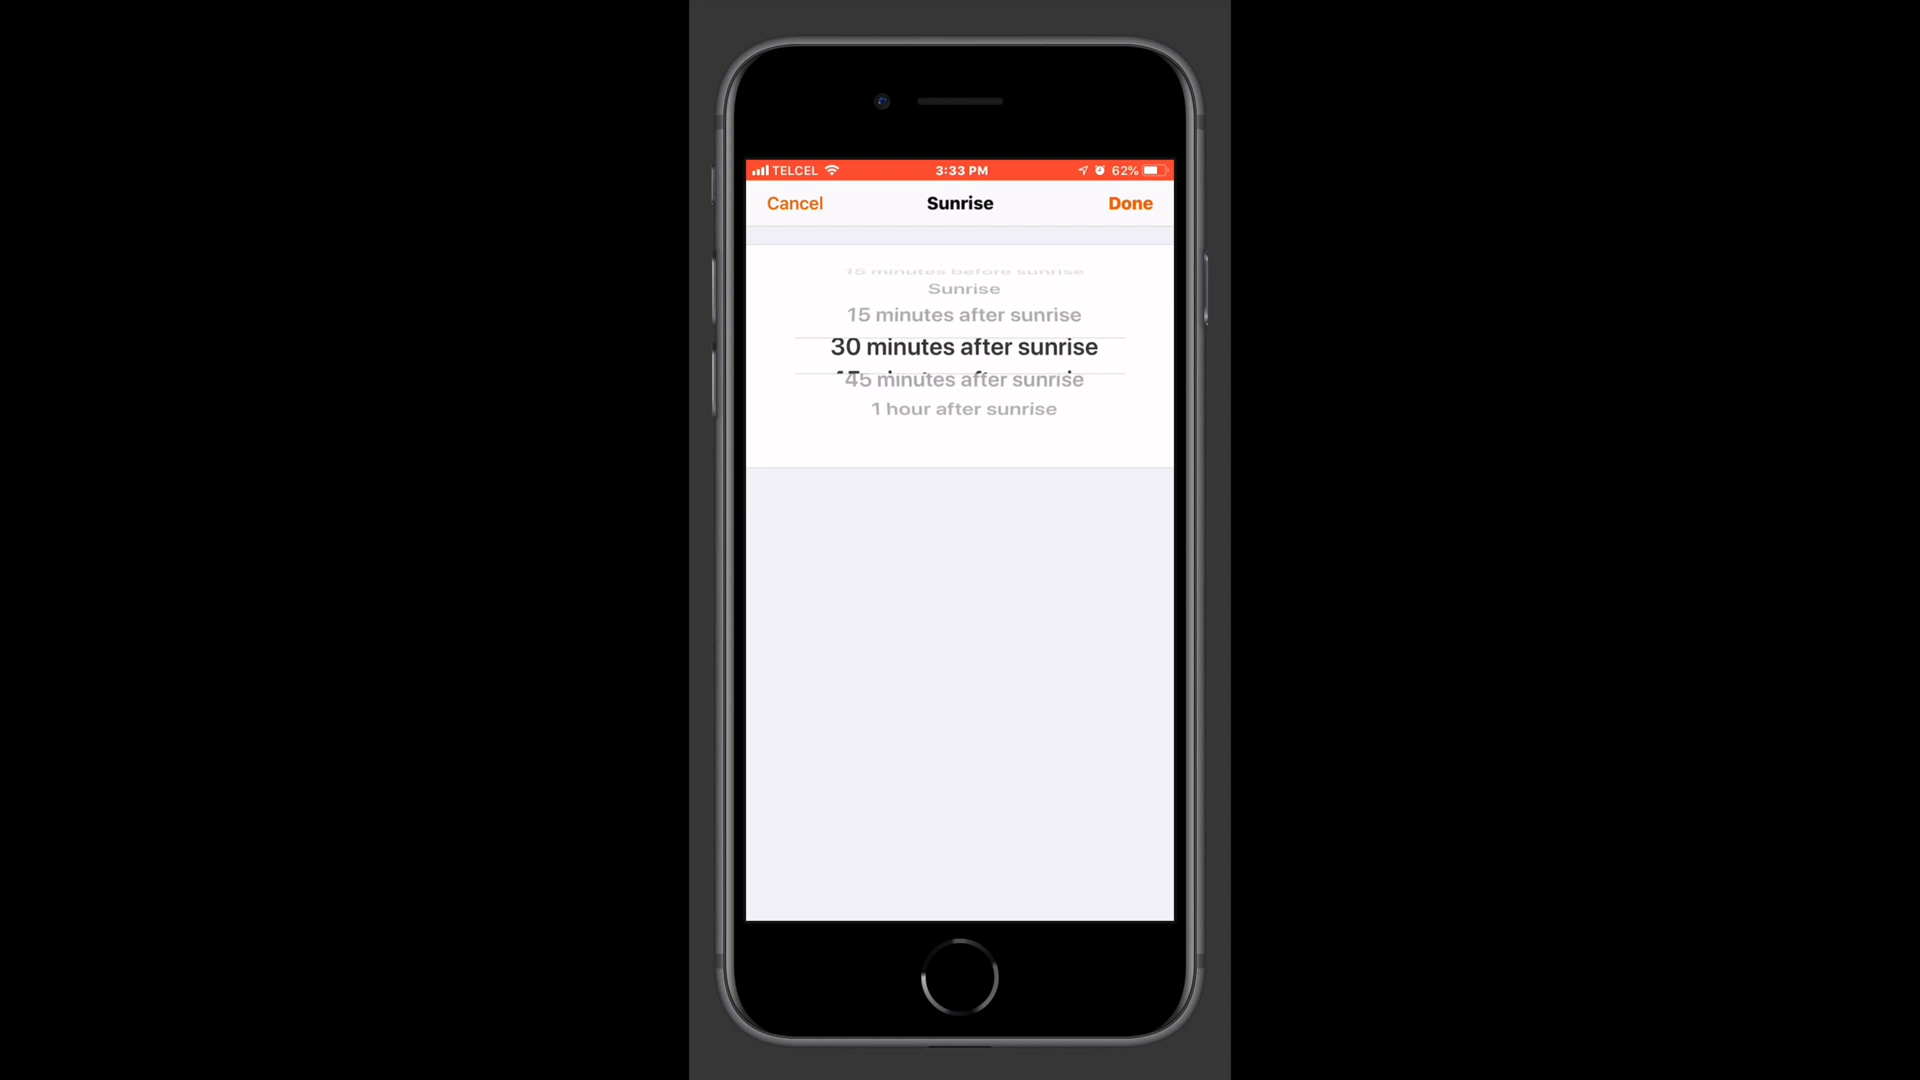 TELCEL 3:33 PM 62%
Cancel Sunrise Done
15 minutes before sunrise
Sunrise
15 minutes after sunrise
30 minutes after sunrise
45 minutes after sunrise
1 hour after sunrise